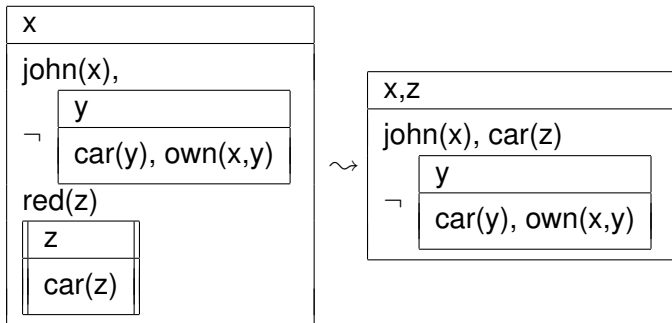 x
john(x),
y
¬
car(y), own(x,y)
red(z)
z
car(z)
⤳
x,z
john(x), car(z)
y
¬
car(y), own(x,y)